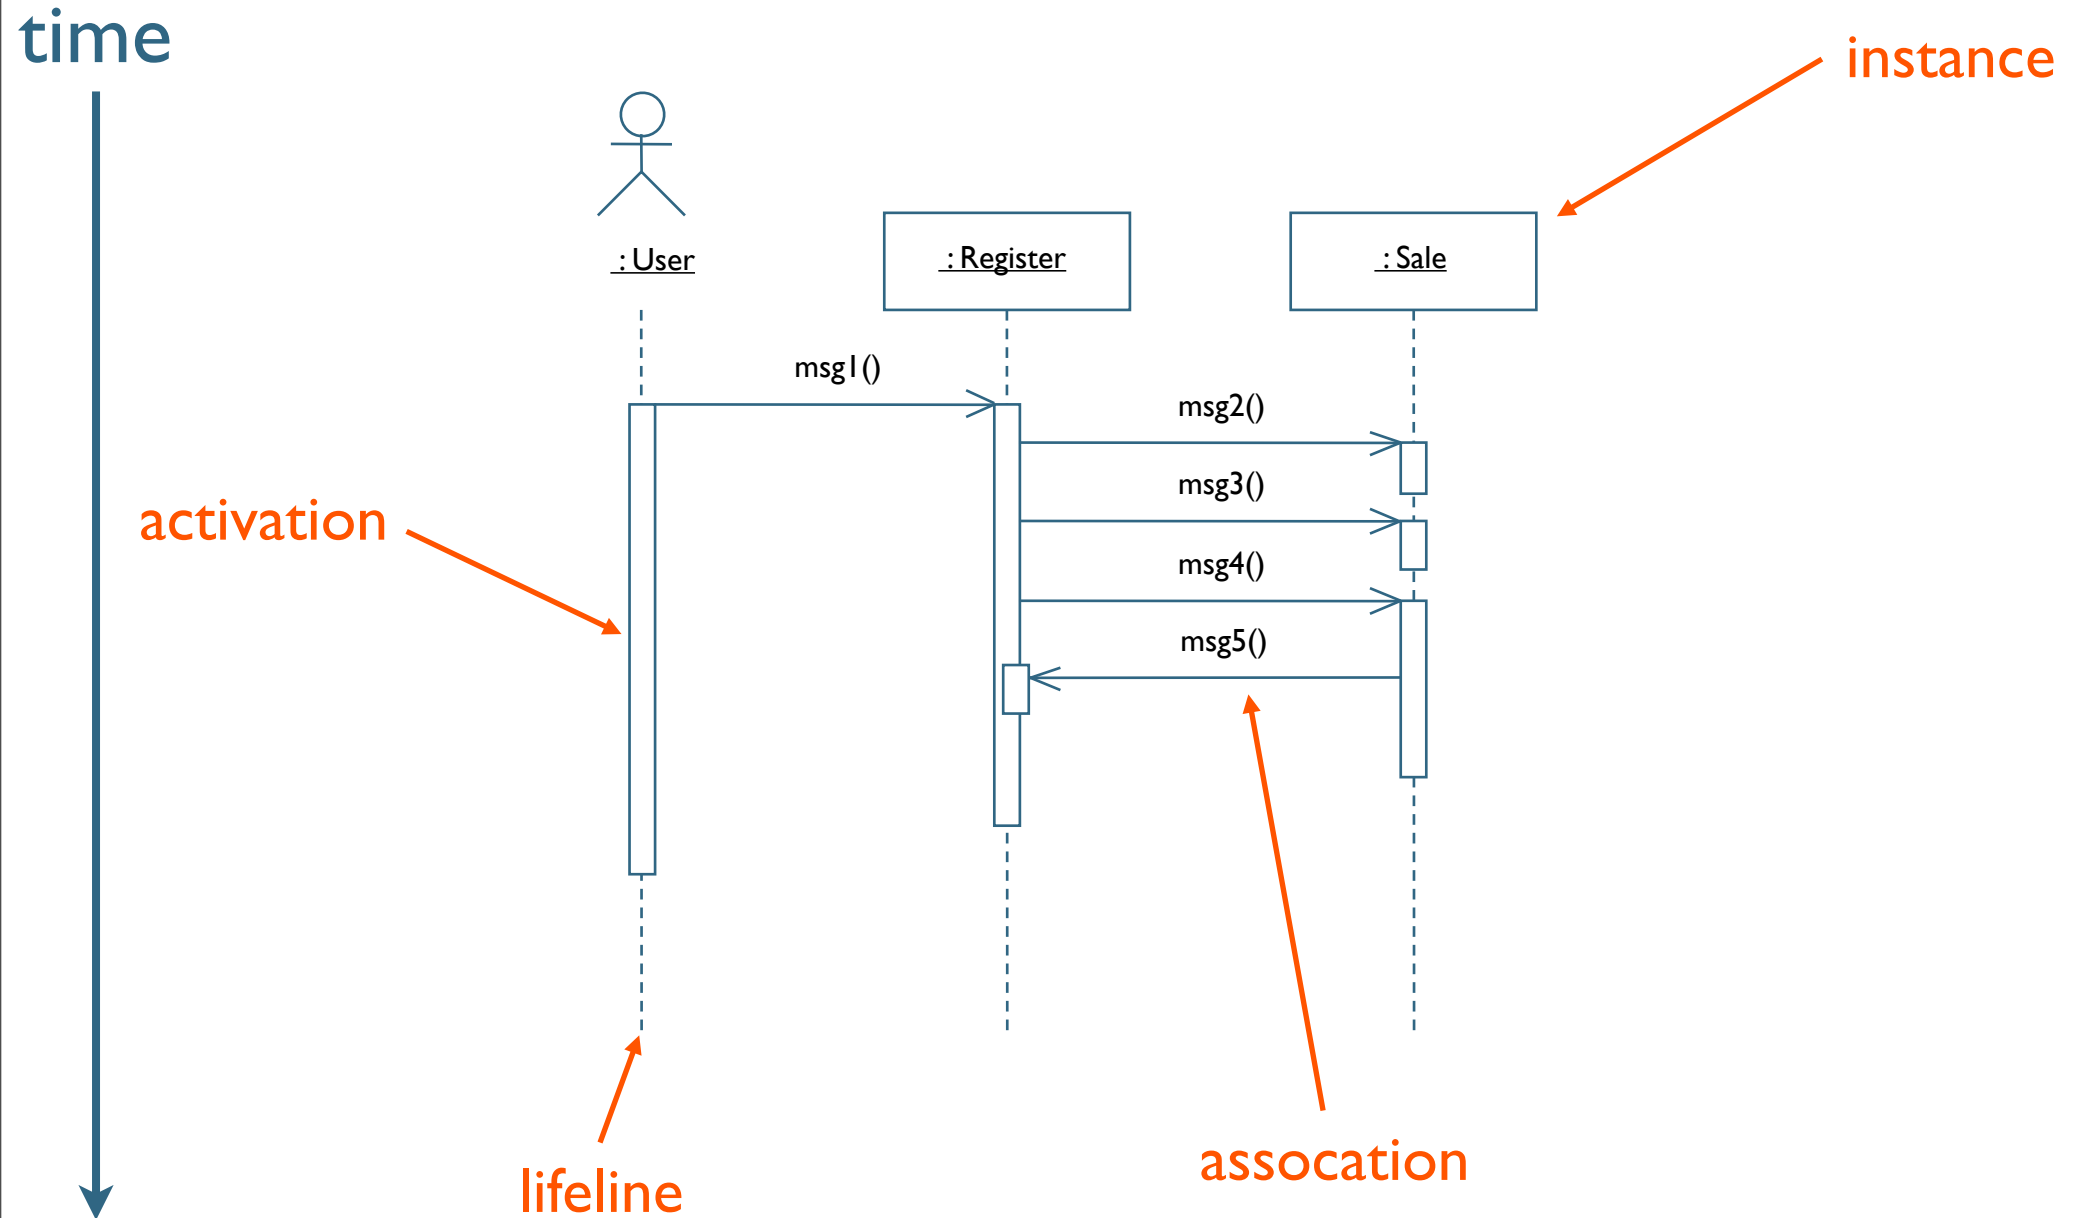 time
instance
: User
: Register
: Sale
msg1()
msg2()
msg3()
activation
msg4()
msg5()
assocation
lifeline